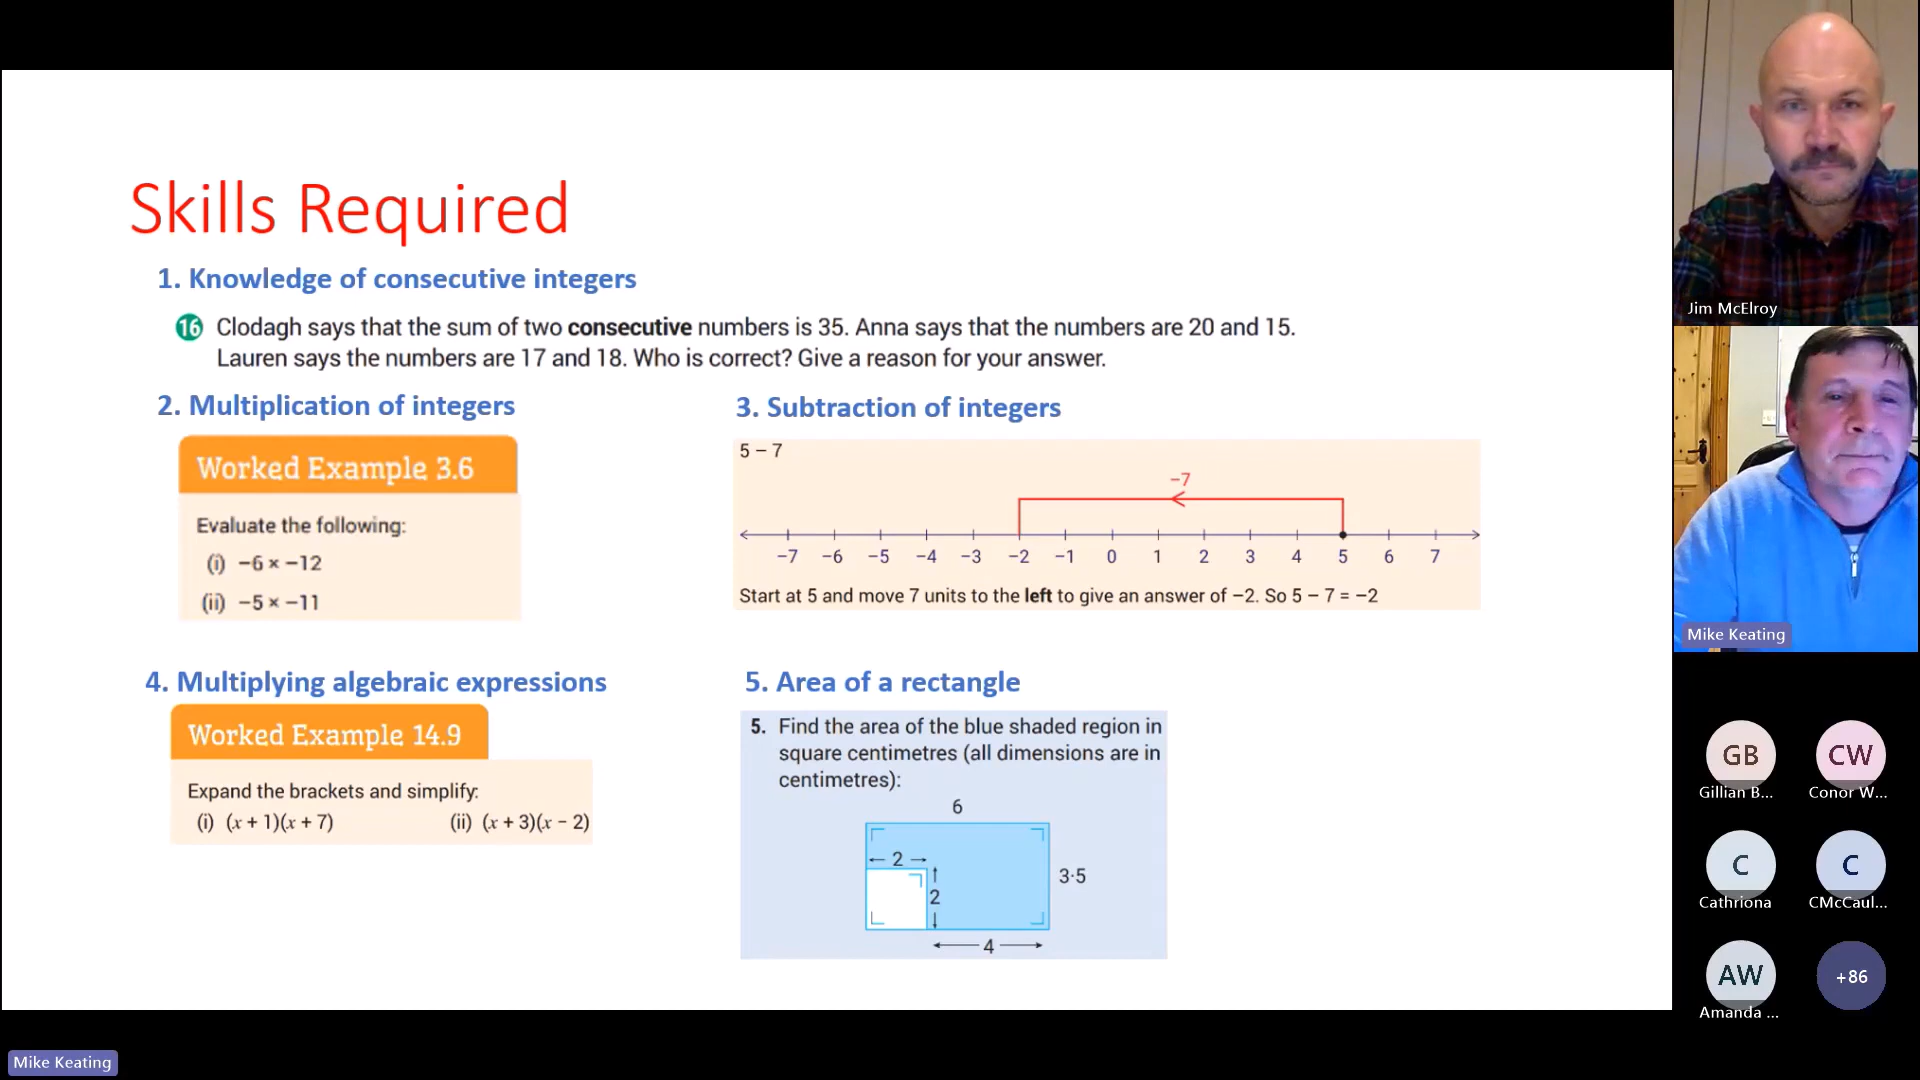 Skills Required
1. Knowledge of consecutive integers
16 Clodagh says that the sum of two consecutive numbers is 35. Anna says that the numbers are 20 and 15.
Lauren says the numbers are 17 and 18. Who is correct? Give a reason for your answer.
2. Multiplication of integers
Worked Example 3.6
Evaluate the following:
(i) −6 × −12
(ii) −5 × −11
3. Subtraction of integers
5 − 7
−7
−7 −6 −5 −4 −3 −2 −1 0 1 2 3 4 5 6 7
Start at 5 and move 7 units to the left to give an answer of −2. So 5 − 7 = −2
4. Multiplying algebraic expressions
Worked Example 14.9
Expand the brackets and simplify:
(i) (x + 1)(x + 7) (ii) (x + 3)(x − 2)
5. Area of a rectangle
5. Find the area of the blue shaded region in
square centimetres (all dimensions are in
centimetres):
6
2
3·5
2
4
Jim McElroy
Mike Keating
GB CW
Gillian B... Conor W...
C C
Cathriona CMcCaul...
AW +86
Amanda ...
Mike Keating